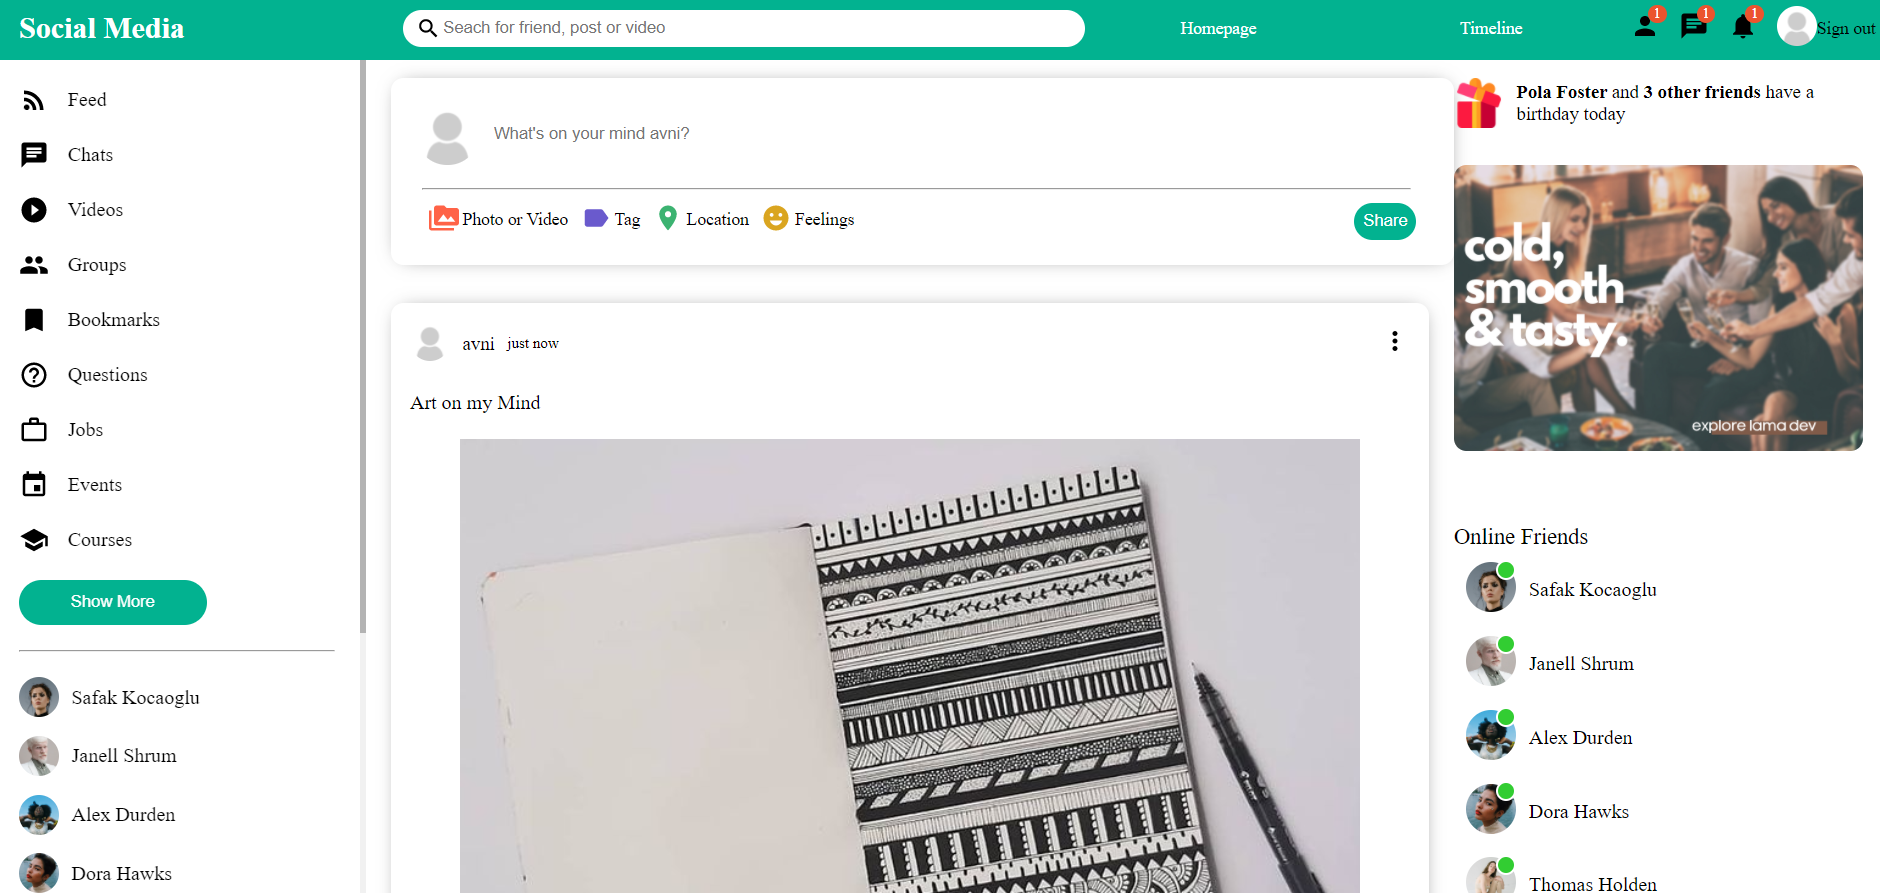 Social Media
Seach for friend, post or video
Homepage
Timeline
1
1
1
Sign out
Feed
Chats
Videos
Groups
Bookmarks
Questions
Jobs
Events
Courses
Show More
Safak Kocaoglu
Janell Shrum
Alex Durden
Dora Hawks
What's on your mind avni?
Photo or Video
Tag
Location
Feelings
Share
avni just now
Art on my Mind
Pola Foster and 3 other friends have a
birthday today
cold,
smooth
& tasty.
explore lama dev
Online Friends
Safak Kocaoglu
Janell Shrum
Alex Durden
Dora Hawks
Thomas Holden